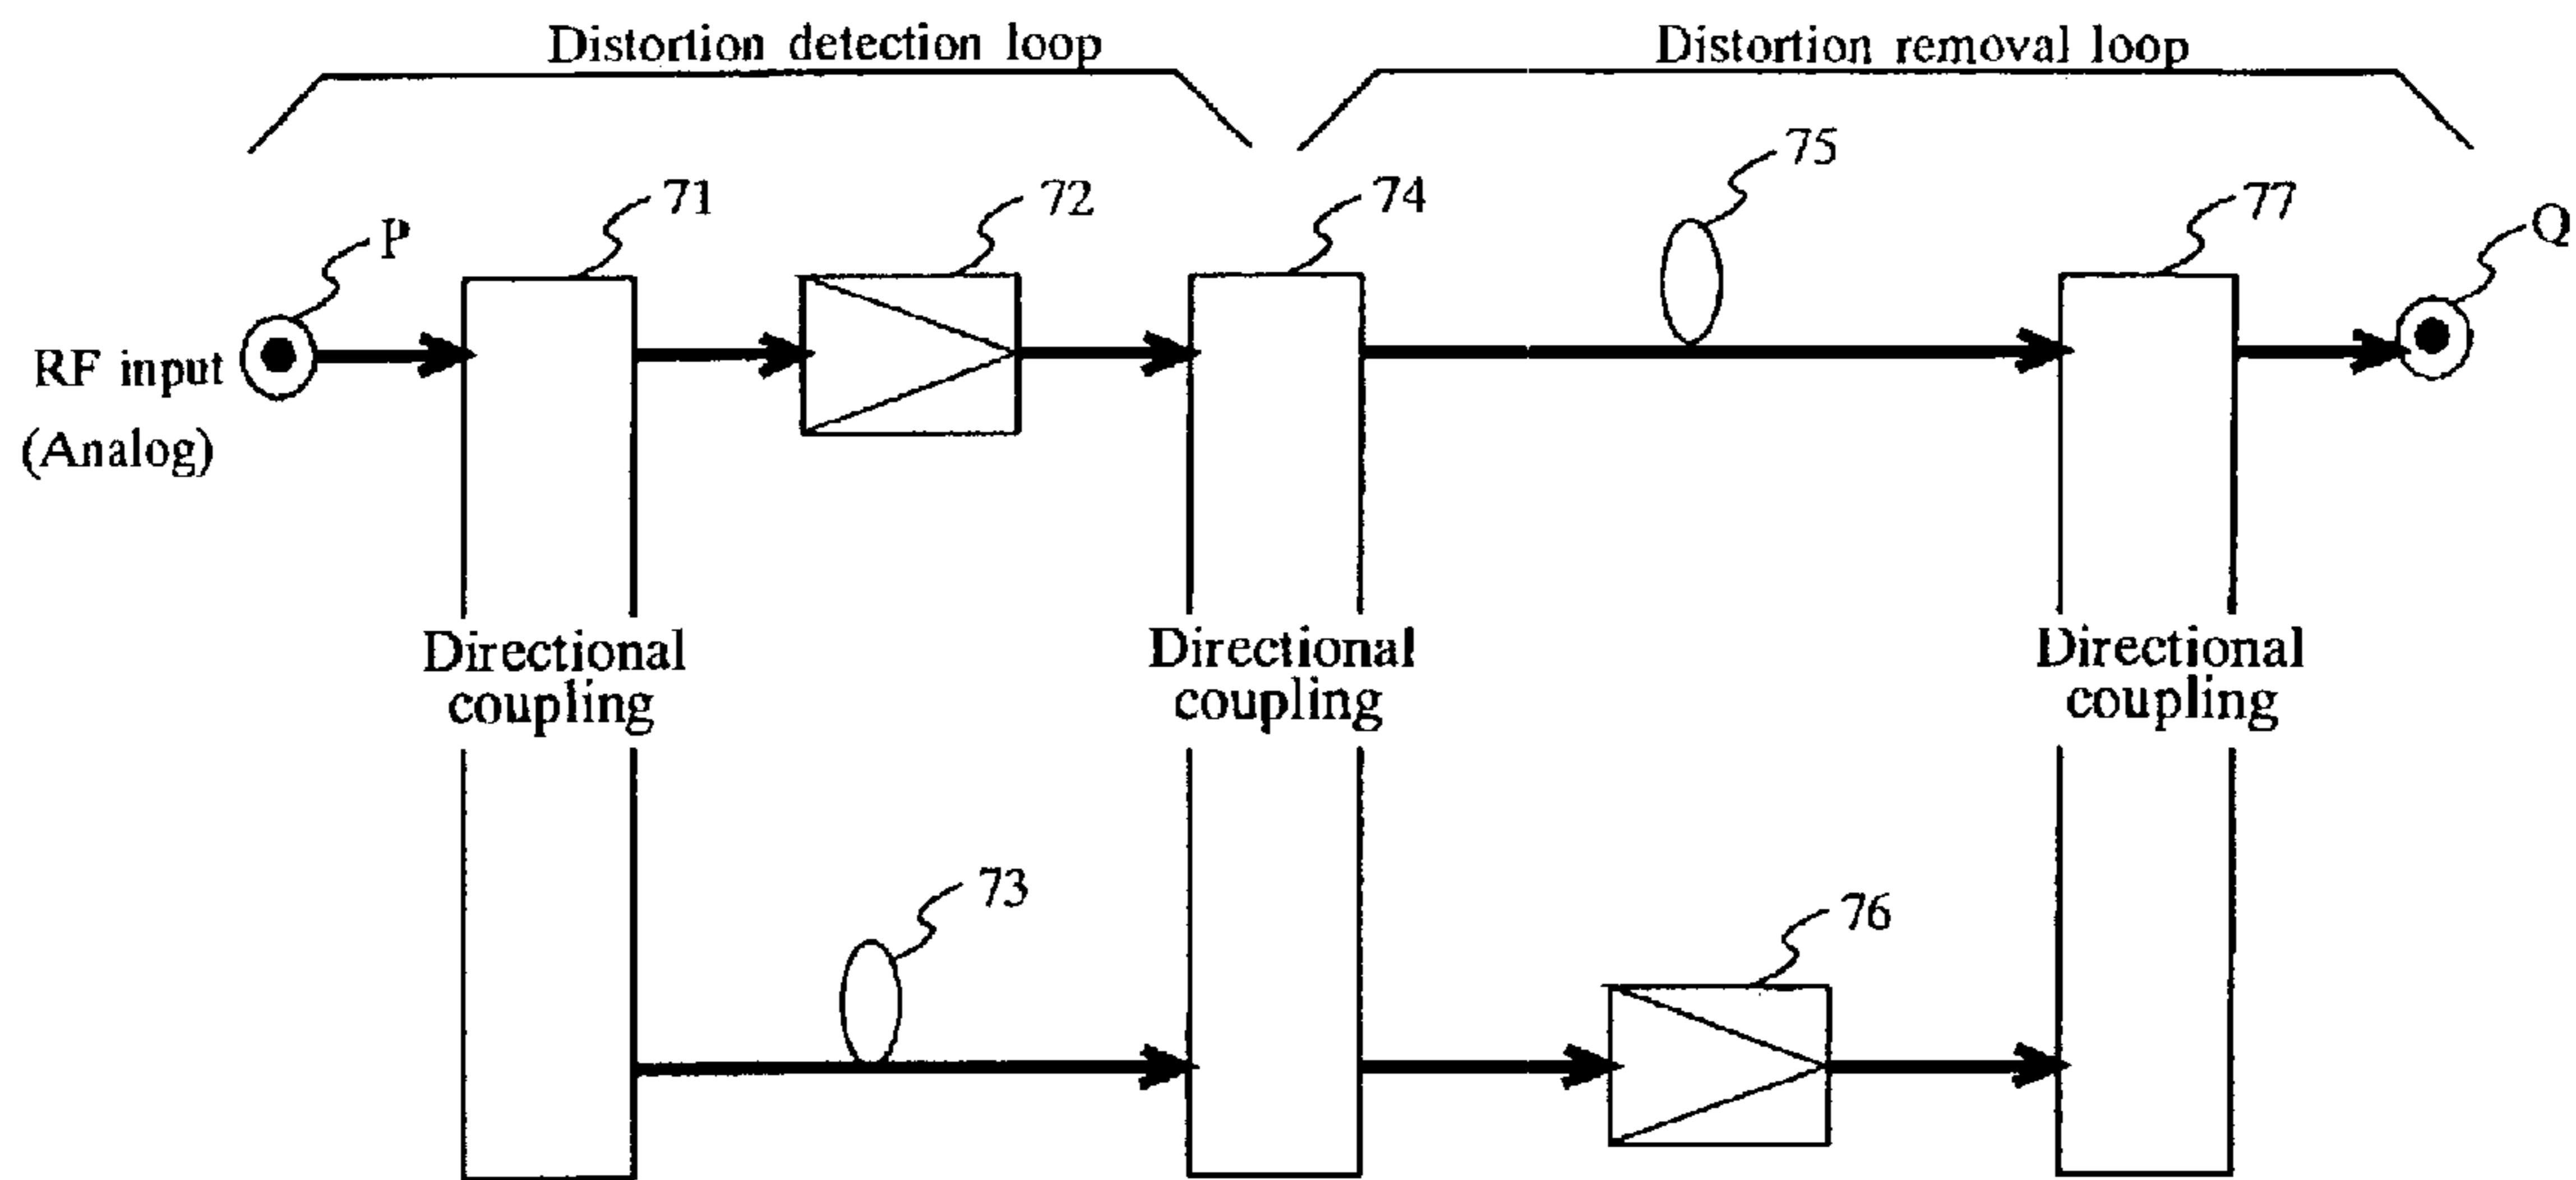 Distortion detection loop
Distortion removal loop
75
71
72
74
77
P
Q
RF input
(Analog)
Directional
coupling
Directional
coupling
Directional
coupling
73
76